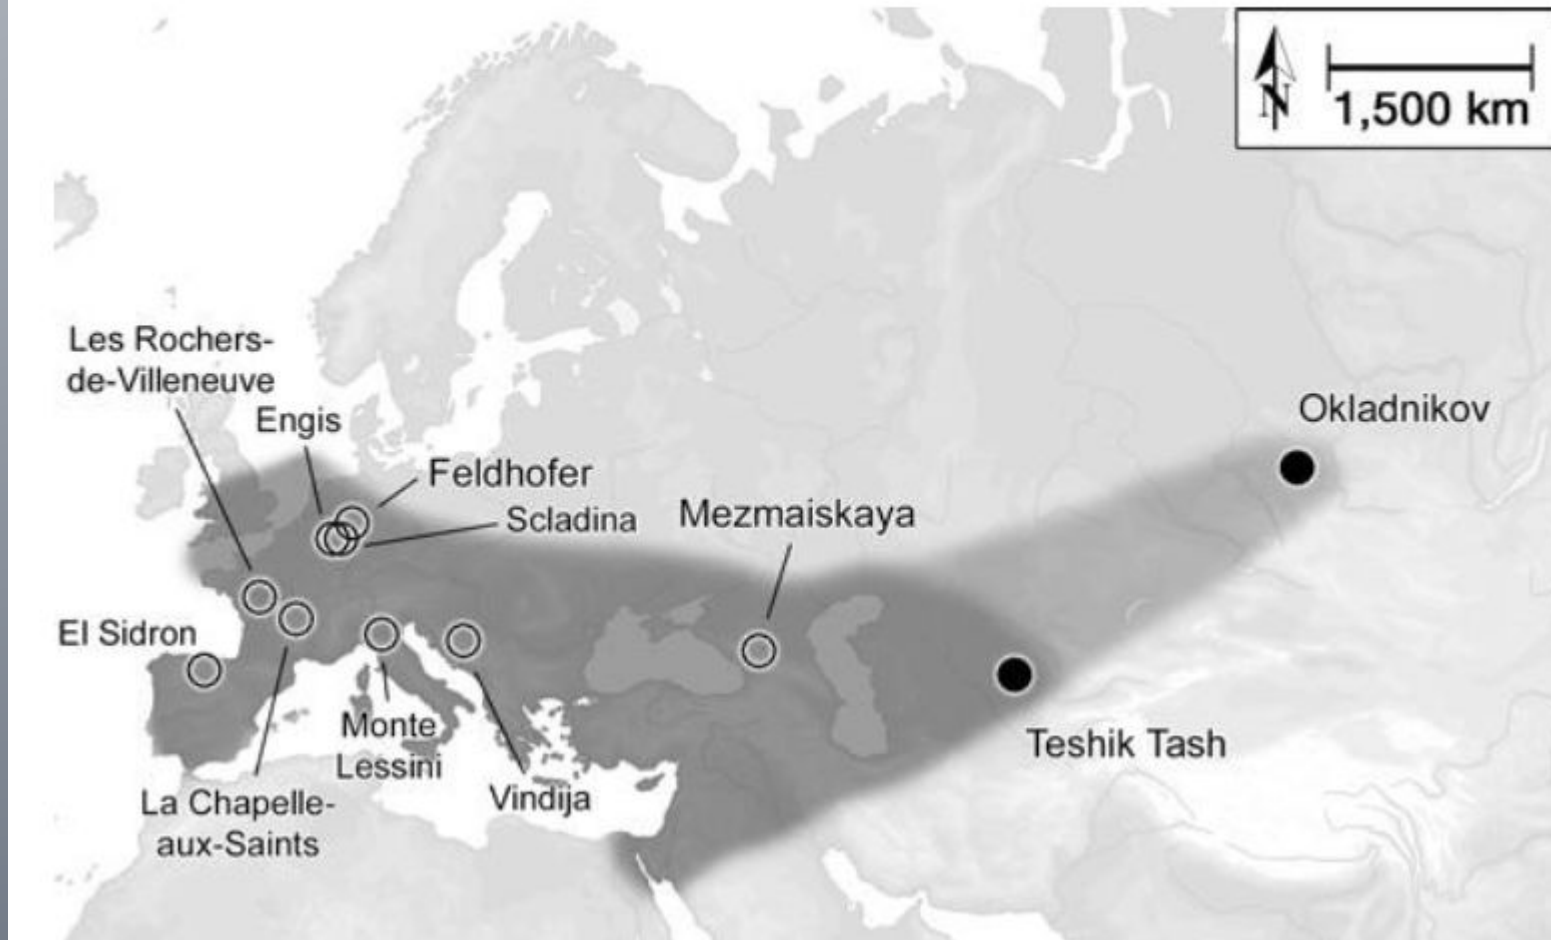 N
1,500 km
Les Rochers-
de-Villeneuve
Engis
Okladnikov
Feldhofer
Scladina
Mezmaiskaya
El Sidron
Monte
Lessini
Teshik Tash
La Chapelle-
aux-Saints
Vindija